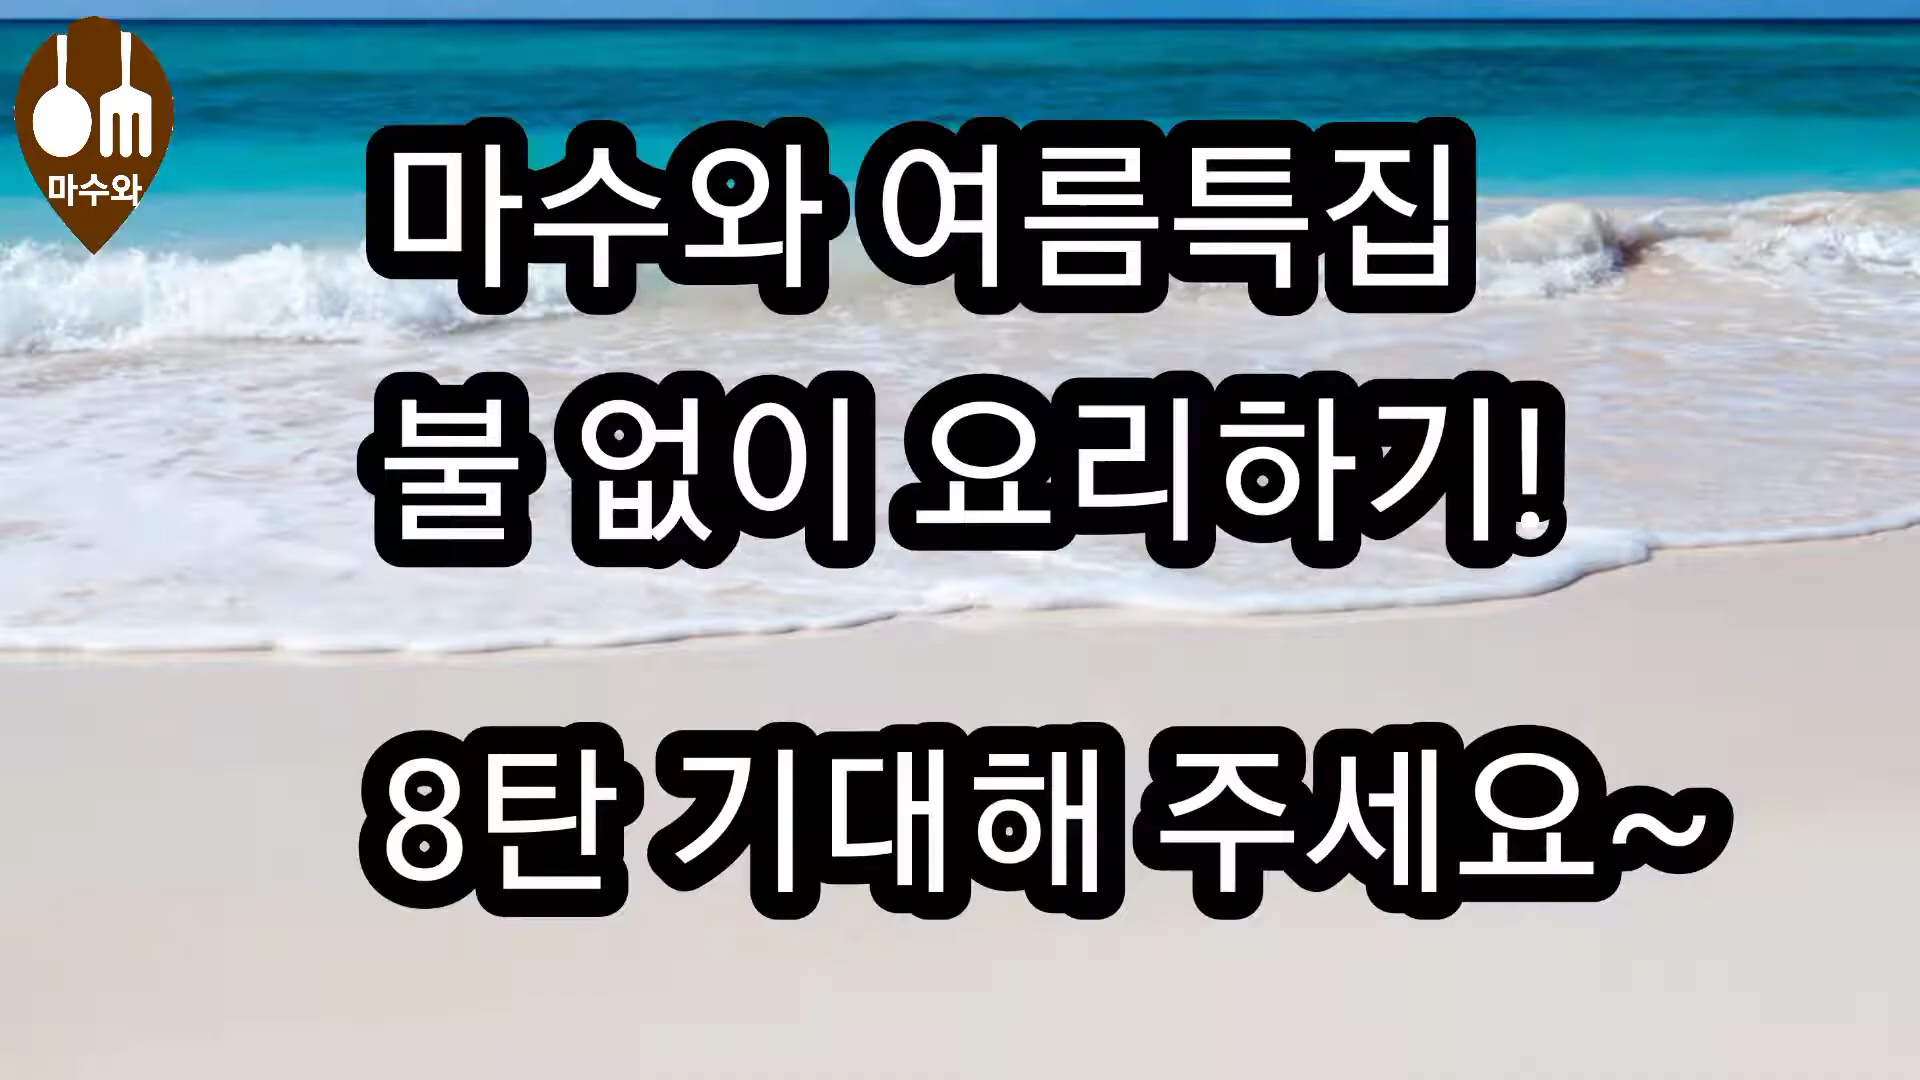 마수와
마수와 여름특집
불 없이 요리하기!
8탄 기대해 주세요~